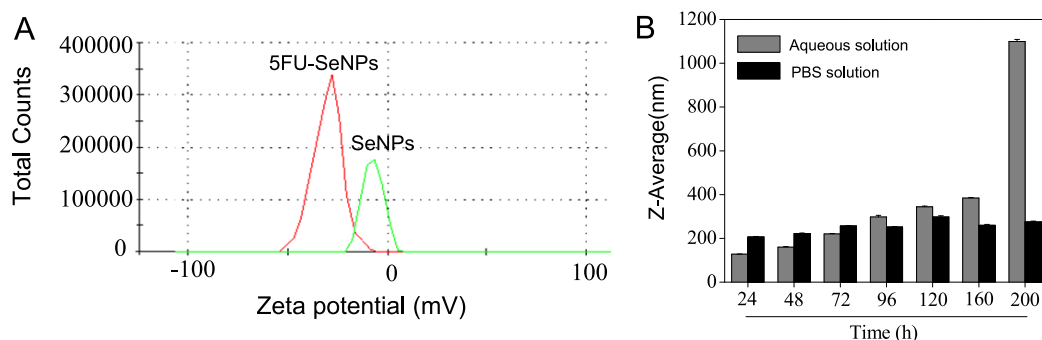 A
400000
300000
200000
100000
0
Total Counts
5FU-SeNPs
SeNPs
-100
0
100
Zeta potential (mV)
B
1200
1000
800
600
400
200
0
Z-Average(nm)
Aqueous solution
PBS solution
24 48 72 96 120 160 200
Time (h)